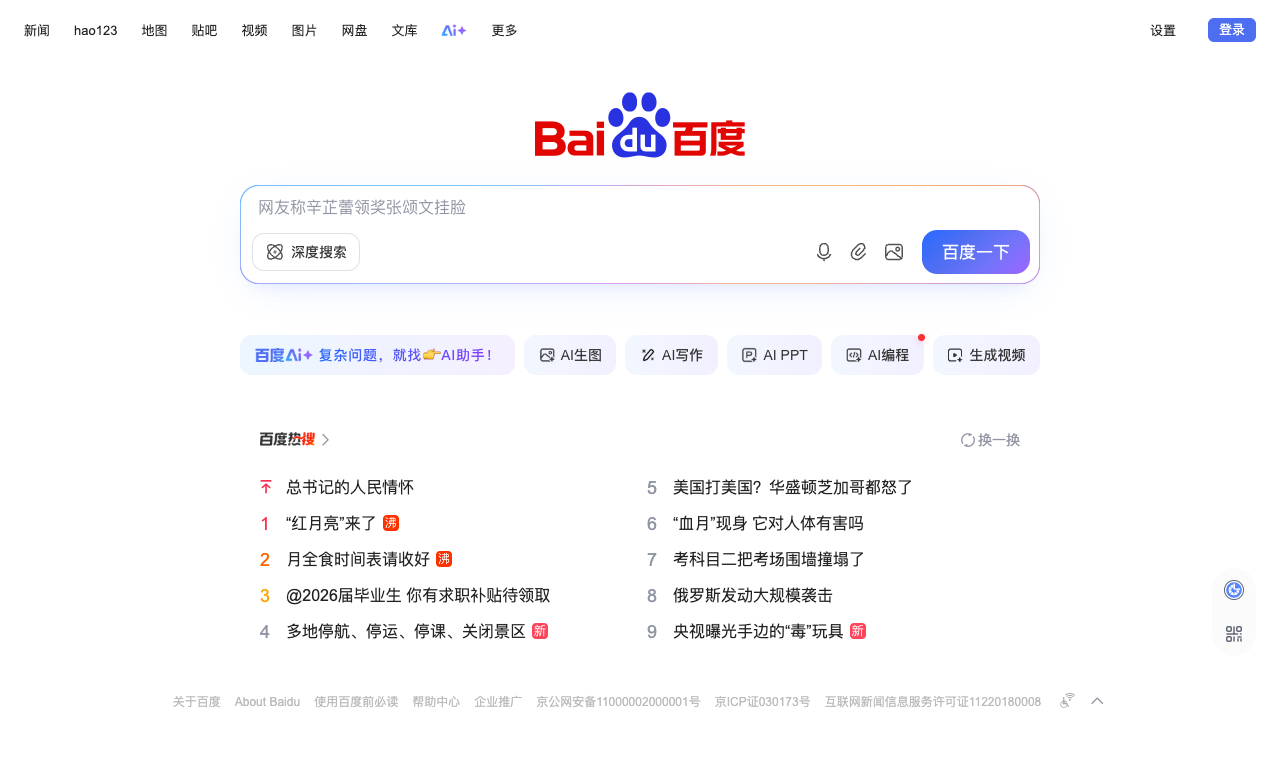 新闻 hao123 地图 贴吧 视频 图片 网盘 文库 Ai+ 更多 设置 登录
Bai du 百度
网友称辛芷蕾领奖张颂文挂脸
深度搜索 百度一下
百度Ai+ 复杂问题，就找👉AI助手！ AI生图 AI写作 AI PPT AI编程 生成视频
百度热搜 换一换
总书记的人民情怀
1 “红月亮”来了 沸
2 月全食时间表请收好 沸
3 @2026届毕业生 你有求职补贴待领取
4 多地停航、停运、停课、关闭景区 新
5 美国打美国？华盛顿芝加哥都怒了
6 “血月”现身 它对人体有害吗
7 考科目二把考场围墙撞塌了
8 俄罗斯发动大规模袭击
9 央视曝光手边的“毒”玩具 新
关于百度 About Baidu 使用百度前必读 帮助中心 企业推广 京公网安备11000002000001号 京ICP证030173号 互联网新闻信息服务许可证11220180008